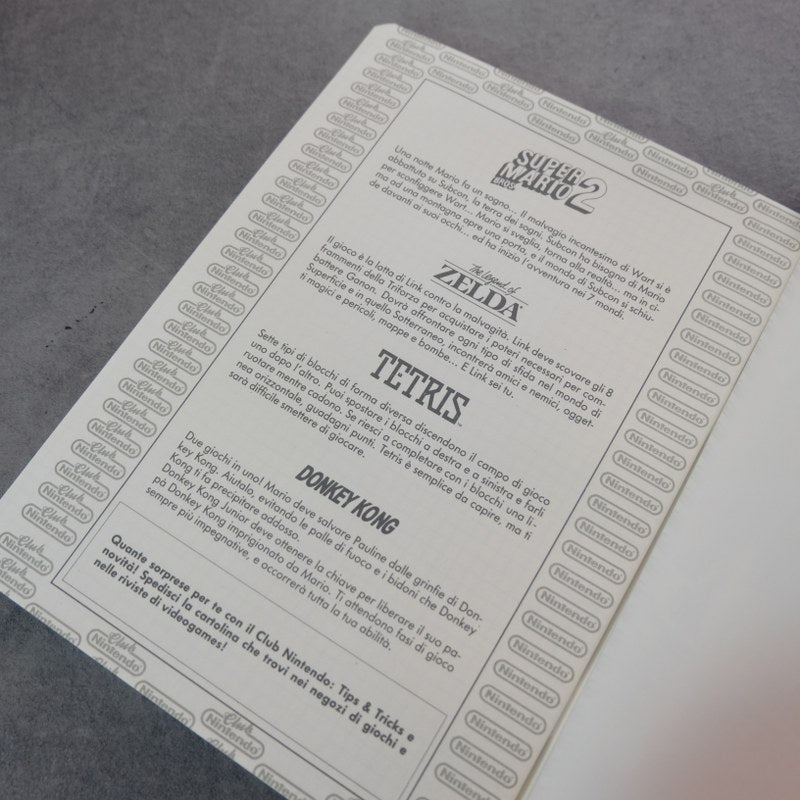 SUPER
MARIO
BROS. 2
Una notte Mario fa un sogno... Il malvagio incantesimo di Wart si è
abbattuto su Subcon, la terra dei sogni. Subcon ha bisogno di Mario
per sconfiggere Wart... Mario si sveglia, torna alla realtà... ma in ci-
ma ad una montagna apre una porta, e il mondo di Subcon si schiu-
de davanti ai suoi occhi... ed ha inizio l'avventura nei 7 mondi.
The legend of
ZELDA
Il gioco è la lotta di Link contro la malvagità. Link deve scovare gli 8
frammenti della Triforza per acquistare i poteri necessari per com-
battere Ganon. Dovrà affrontare ogni tipo di sfida nel mondo di
Superficie e in quello Sotterraneo, incontrerà amici e nemici, ogget-
ti magici e pericoli, mappe e bombe... E Link sei tu.
TETRIS™
Sette tipi di blocchi di forma diversa discendono il campo di gioco
uno dopo l'altro. Puoi spostare i blocchi a destra e a sinistra e farli
ruotare mentre cadono. Se riesci a completare con i blocchi una li-
nea orizzontale, guadagni punti. Tetris è semplice da capire, ma ti
sarà difficile smettere di giocare.
DONKEY KONG
Due giochi in uno! Mario deve salvare Pauline dalle grinfie di Don-
key Kong. Aiutalo, evitando le palle di fuoco e i bidoni che Donkey
Kong ti fa precipitare addosso.
Donkey Kong Junior deve ottenere la chiave per liberare il suo pa-
pà Donkey Kong imprigionato da Mario. Ti attendono fasi di gioco
sempre più impegnative, e occorrerà tutta la tua abilità.
Quante sorprese per te con il Club Nintendo: Tips & Tricks e
novità! Spedisci la cartolina che trovi nei negozi di giochi e
nelle riviste di videogames!
Club
Nintendo